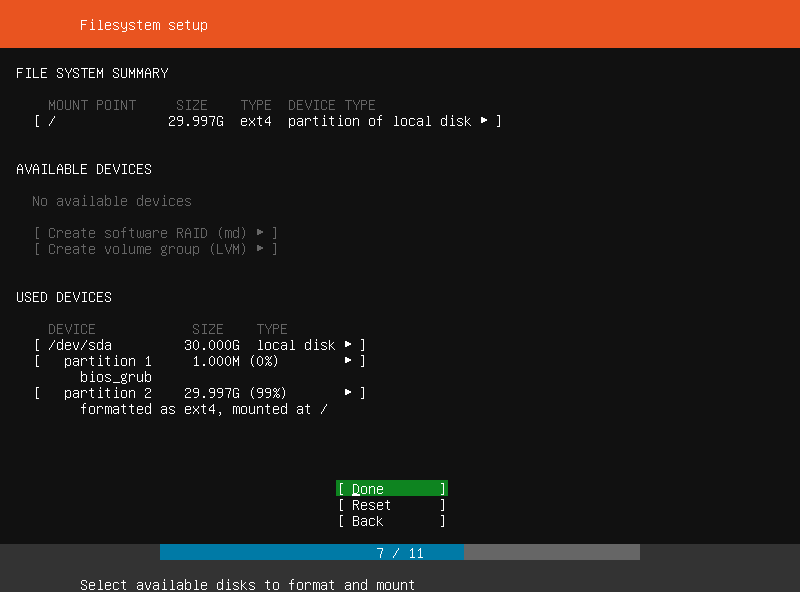 Filesystem setup
FILE SYSTEM SUMMARY
MOUNT POINT SIZE TYPE DEVICE TYPE
[ / 29.997G ext4 partition of local disk ▸ ]
AVAILABLE DEVICES
No available devices
[ Create software RAID (md) ▸ ]
[ Create volume group (LVM) ▸ ]
USED DEVICES
DEVICE SIZE TYPE
[ /dev/sda 30.000G local disk ▸ ]
[ partition 1 1.000M (0%) ▸ ]
bios_grub
[ partition 2 29.997G (99%) ▸ ]
formatted as ext4, mounted at /
[ Done ]
[ Reset ]
[ Back ]
7 / 11
Select available disks to format and mount